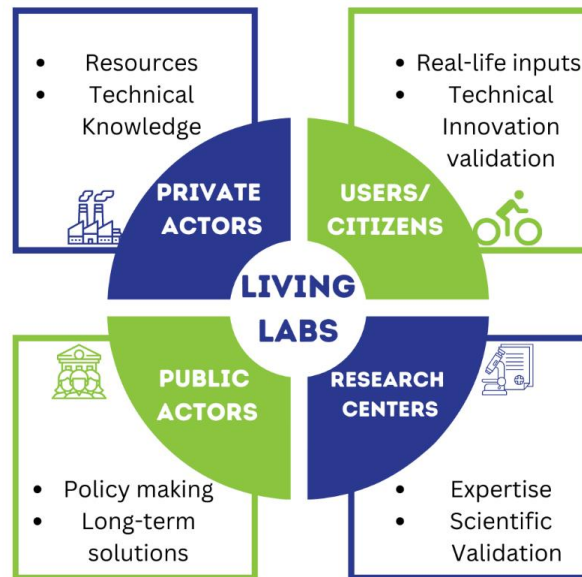 • Resources
• Technical
Knowledge
PRIVATE
ACTORS
• Real-life inputs
• Technical
Innovation
validation
USERS/
CITIZENS
LIVING
LABS
PUBLIC
ACTORS
• Policy making
• Long-term
solutions
RESEARCH
CENTERS
• Expertise
• Scientific
Validation